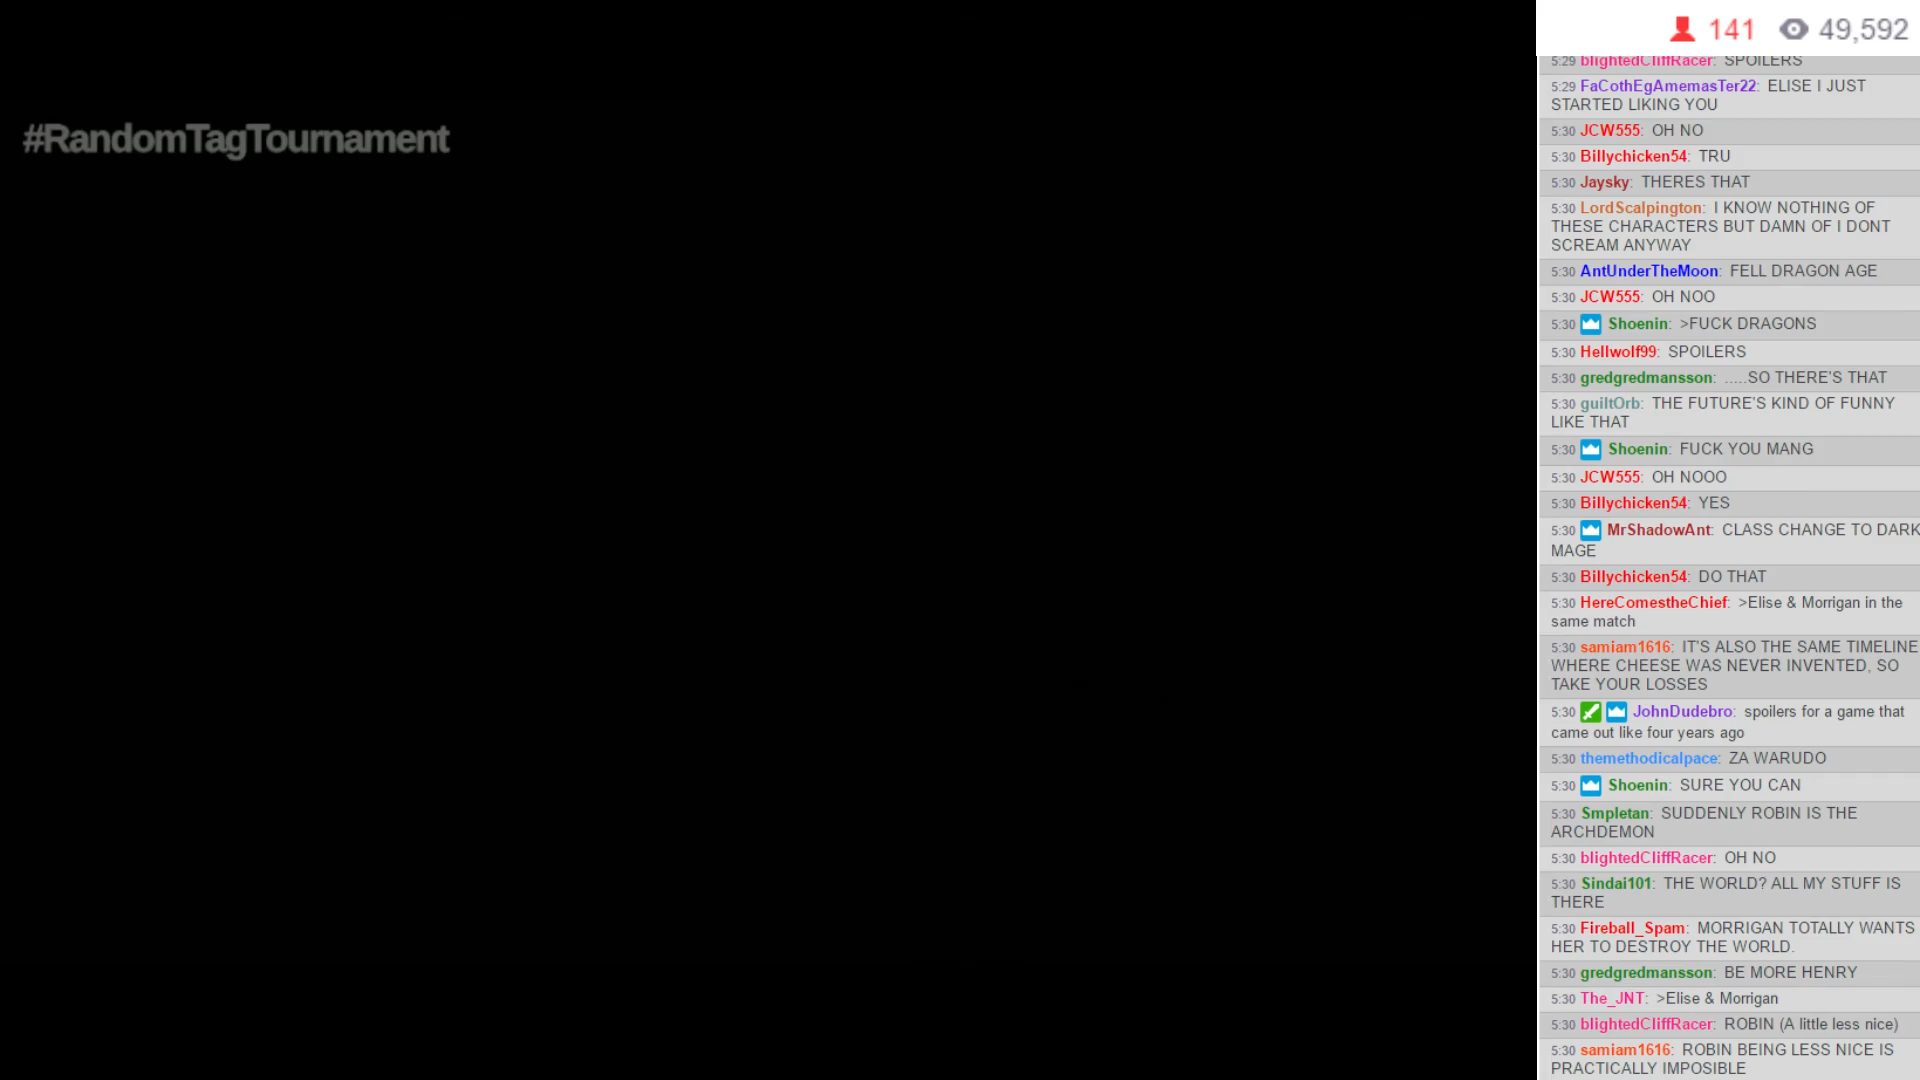 #RandomTagTournament
141 49,592
5:29 blightedCliffRacer: SPOILERS
5:29 FaCothEgAmemasTer22: ELISE I JUST
STARTED LIKING YOU
5:30 JCW555: OH NO
5:30 Billychicken54: TRU
5:30 Jaysky: THERES THAT
5:30 LordScalpington: I KNOW NOTHING OF
THESE CHARACTERS BUT DAMN OF I DONT
SCREAM ANYWAY
5:30 AntUnderTheMoon: FELL DRAGON AGE
5:30 JCW555: OH NOO
5:30 Shoenin: >FUCK DRAGONS
5:30 Hellwolf99: SPOILERS
5:30 gredgredmansson: .....SO THERE'S THAT
5:30 guiltOrb: THE FUTURE'S KIND OF FUNNY
LIKE THAT
5:30 Shoenin: FUCK YOU MANG
5:30 JCW555: OH NOOO
5:30 Billychicken54: YES
5:30 MrShadowAnt: CLASS CHANGE TO DARK
MAGE
5:30 Billychicken54: DO THAT
5:30 HereComestheChief: >Elise & Morrigan in the
same match
5:30 samiam1616: IT'S ALSO THE SAME TIMELINE
WHERE CHEESE WAS NEVER INVENTED, SO
TAKE YOUR LOSSES
5:30 JohnDudebro: spoilers for a game that
came out like four years ago
5:30 themethodicalpace: ZA WARUDO
5:30 Shoenin: SURE YOU CAN
5:30 Smpletan: SUDDENLY ROBIN IS THE
ARCHDEMON
5:30 blightedCliffRacer: OH NO
5:30 Sindai101: THE WORLD? ALL MY STUFF IS
THERE
5:30 Fireball_Spam: MORRIGAN TOTALLY WANTS
HER TO DESTROY THE WORLD.
5:30 gredgredmansson: BE MORE HENRY
5:30 The_JNT: >Elise & Morrigan
5:30 blightedCliffRacer: ROBIN (A little less nice)
5:30 samiam1616: ROBIN BEING LESS NICE IS
PRACTICALLY IMPOSIBLE